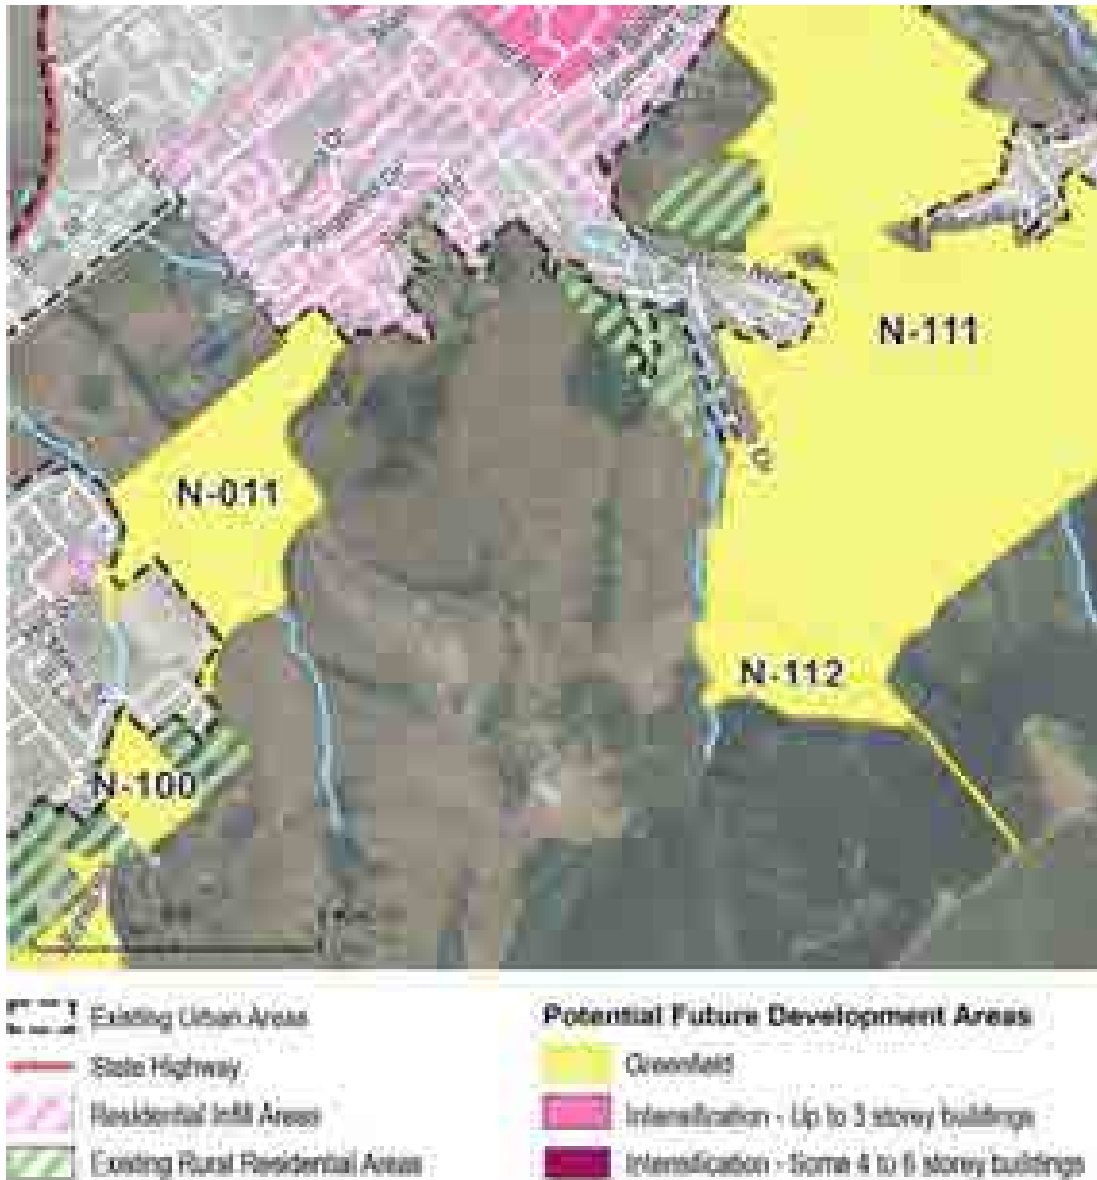 N-111
N-011
N-112
N-100
Existing Urban Areas
State Highway
Residential Infill Areas
Existing Rural Residential Areas
Potential Future Development Areas
Greenfield
Intensification - Up to 3 storey buildings
Intensification - Some 4 to 6 storey buildings